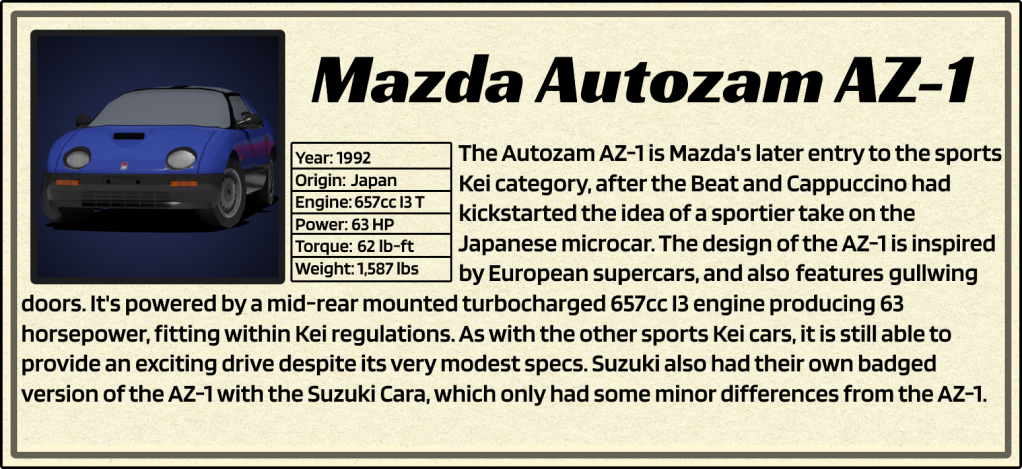 Mazda Autozam AZ-1
Year: 1992
Origin: Japan
Engine: 657cc I3 T
Power: 63 HP
Torque: 62 lb-ft
Weight: 1,587 lbs
The Autozam AZ-1 is Mazda's later entry to the sports
Kei category, after the Beat and Cappuccino had
kickstarted the idea of a sportier take on the
Japanese microcar. The design of the AZ-1 is inspired
by European supercars, and also features gullwing
doors. It's powered by a mid-rear mounted turbocharged 657cc I3 engine producing 63
horsepower, fitting within Kei regulations. As with the other sports Kei cars, it is still able to
provide an exciting drive despite its very modest specs. Suzuki also had their own badged
version of the AZ-1 with the Suzuki Cara, which only had some minor differences from the AZ-1.